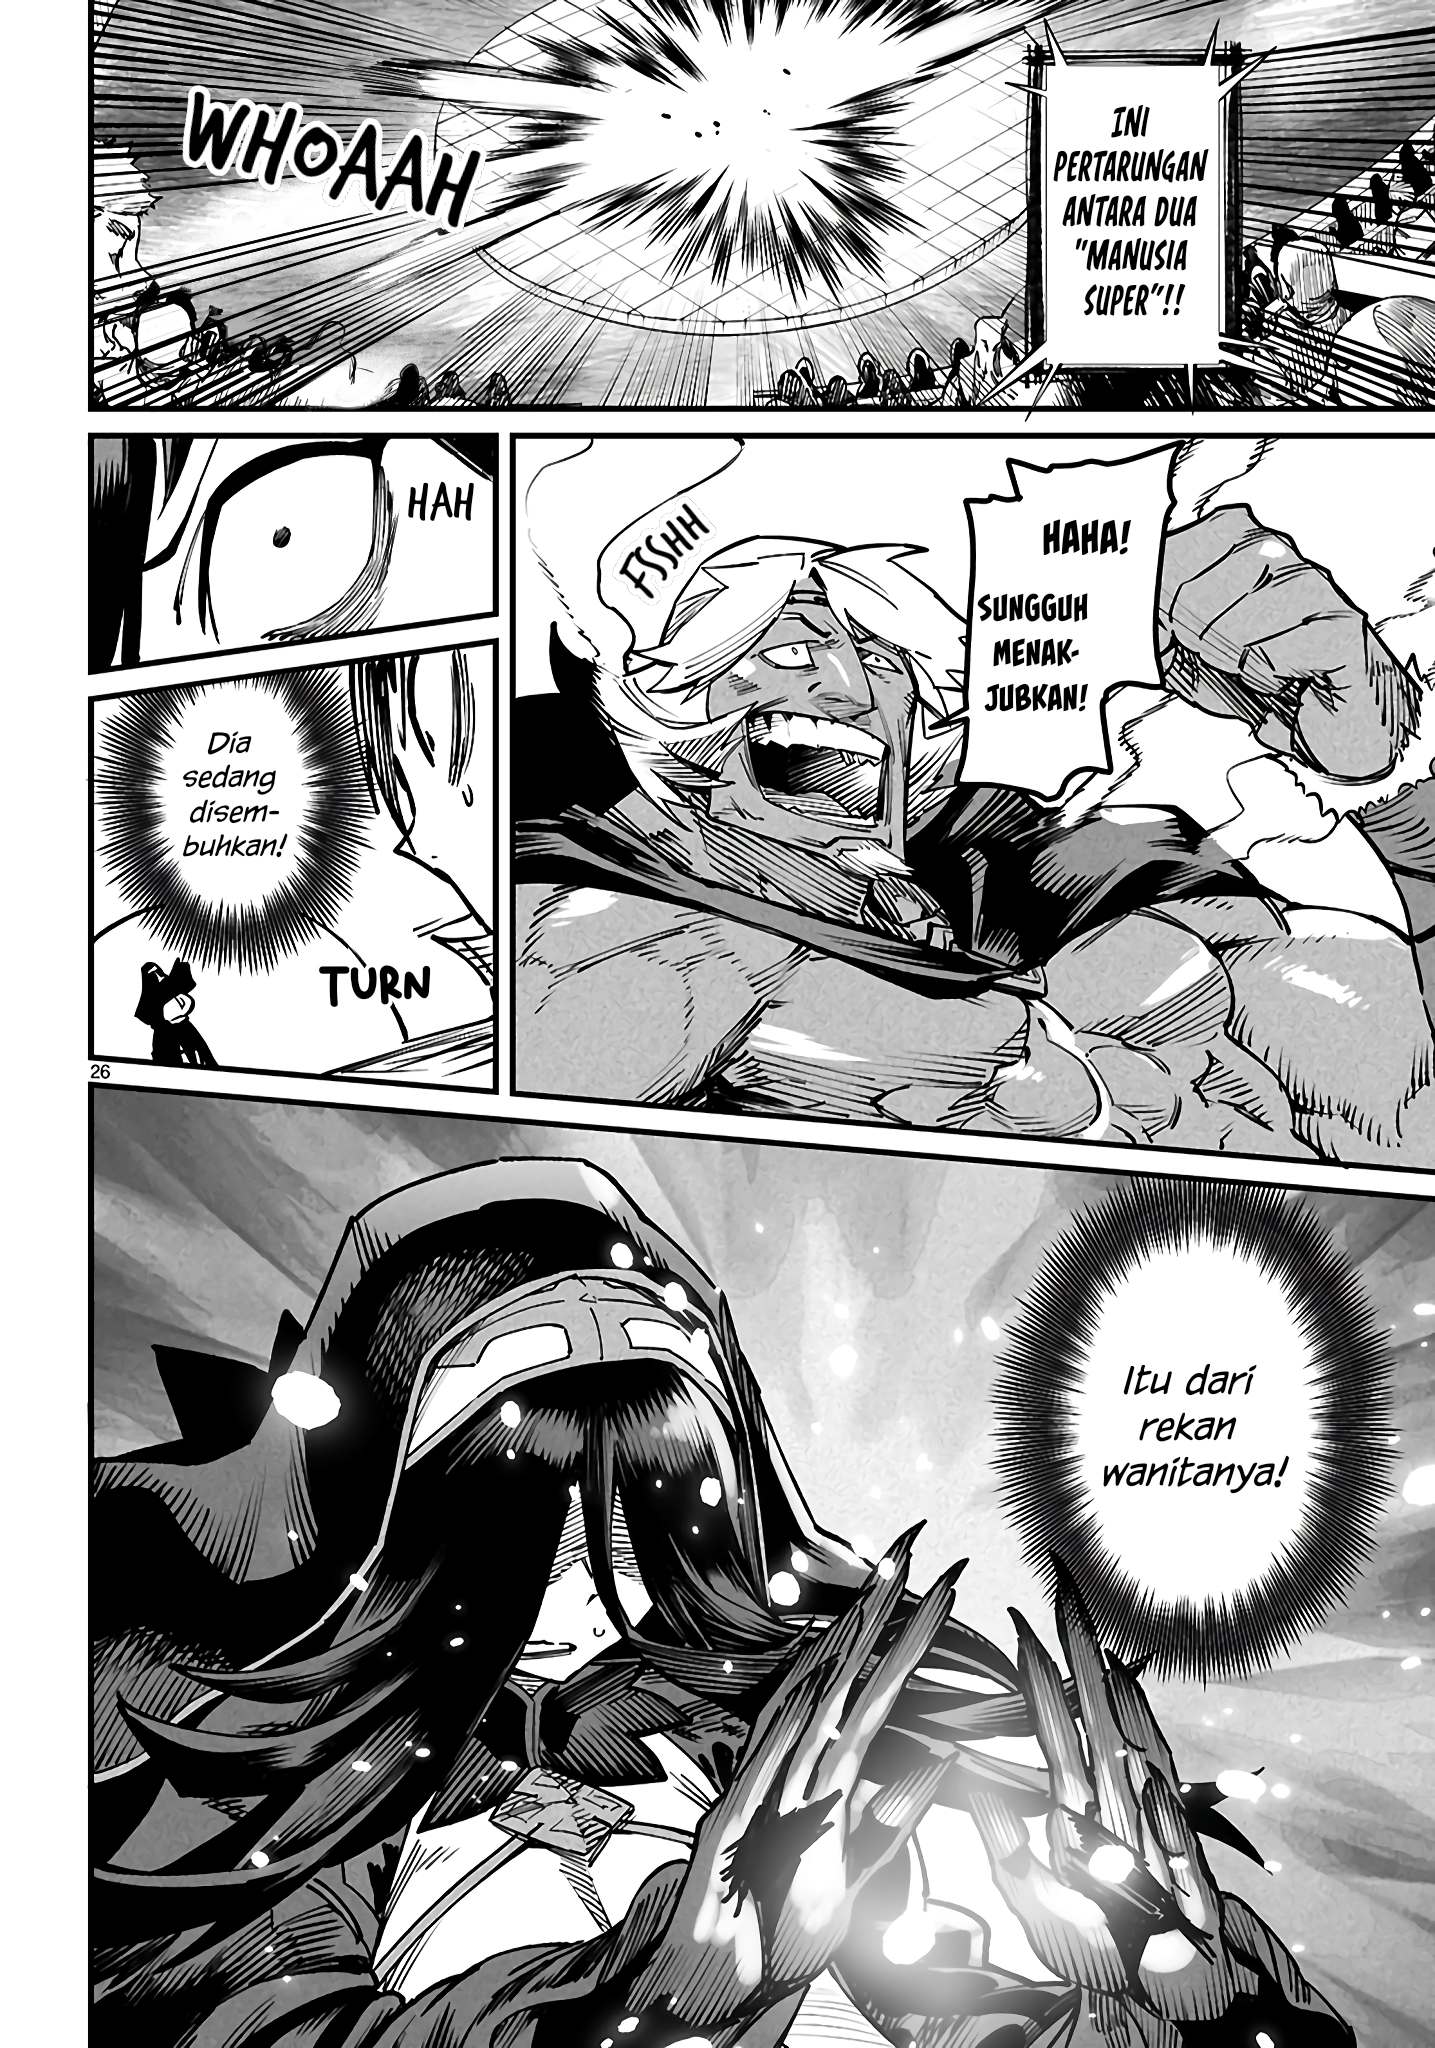 INI
PERTARUNGAN
ANTARA DUA
"MANUSIA
SUPER"!!
WHOAAH
HAHA!
SUNGGUH
MENAK-
JUBKAN!
FSSHH
HAH
Dia
sedang
disem-
buhkan!
TURN
26
Itu dari
rekan
wanitanya!